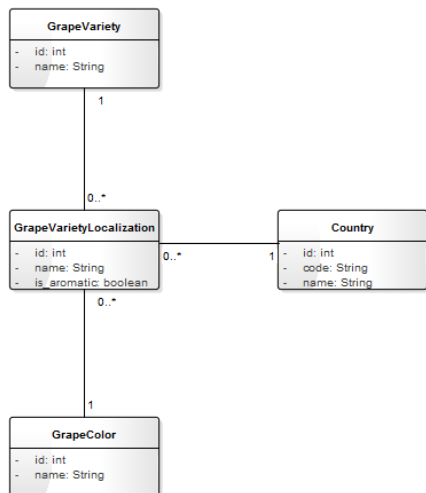 GrapeVariety
- id: int
- name: String
1
0..*
GrapeVarietyLocalization
- id: int
- name: String
- is_aromatic: boolean
0..*
1
Country
- id: int
- code: String
- name: String
0..*
1
GrapeColor
- id: int
- name: String